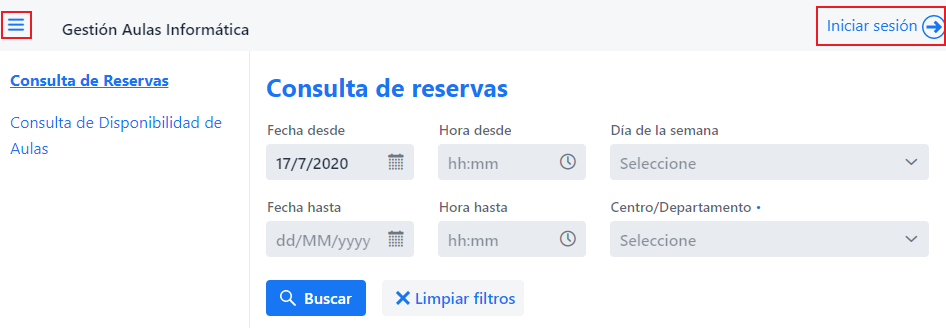 Gestión Aulas Informática
Iniciar sesión
Consulta de Reservas
Consulta de Disponibilidad de
Aulas
Consulta de reservas
Fecha desde
Hora desde
Día de la semana
17/7/2020
hh:mm
Seleccione
Fecha hasta
Hora hasta
Centro/Departamento •
dd/MM/yyyy
hh:mm
Seleccione
Buscar
Limpiar filtros